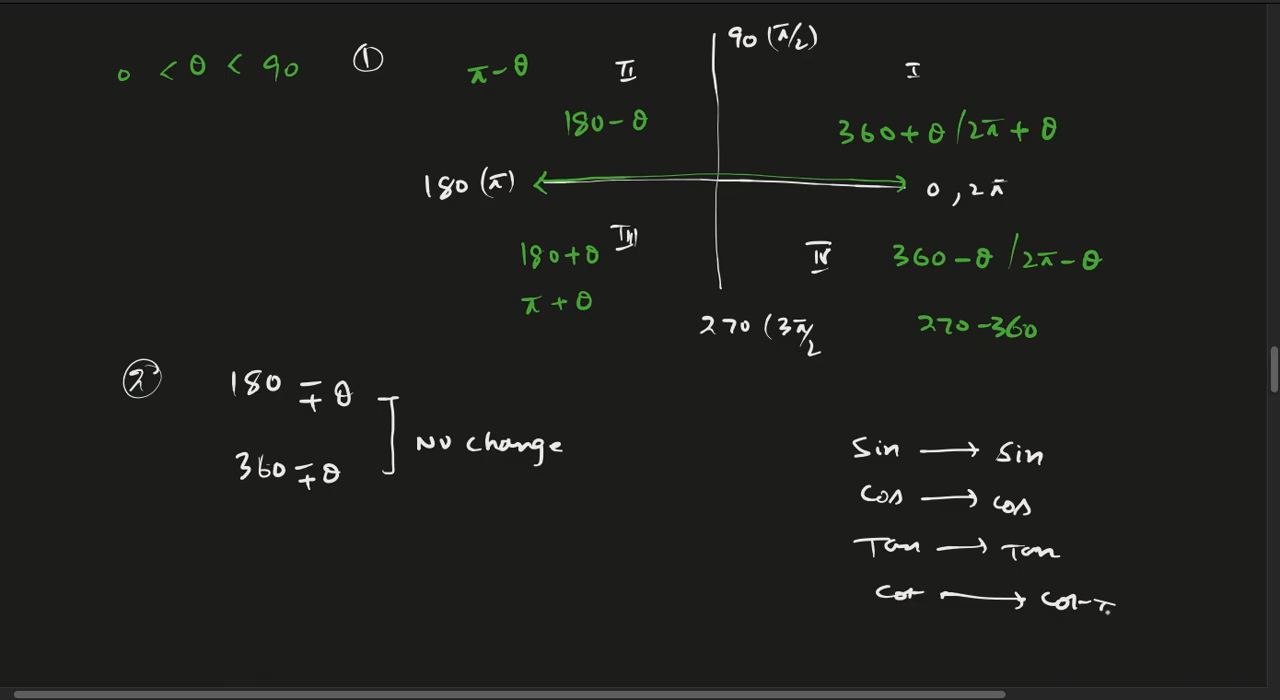 0 < θ < 90 ①
90 (π/2)
π - θ II
I
180 - θ
360 + θ / 2π + θ
180 (π)
0, 2π
180 + θ III
π + θ
IV 360 - θ / 2π - θ
270 (3π/2
270 - 360
② 180 ∓ θ
360 ∓ θ
No change
Sin → Sin
Cos → Cos
Tan → Tan
Cot →